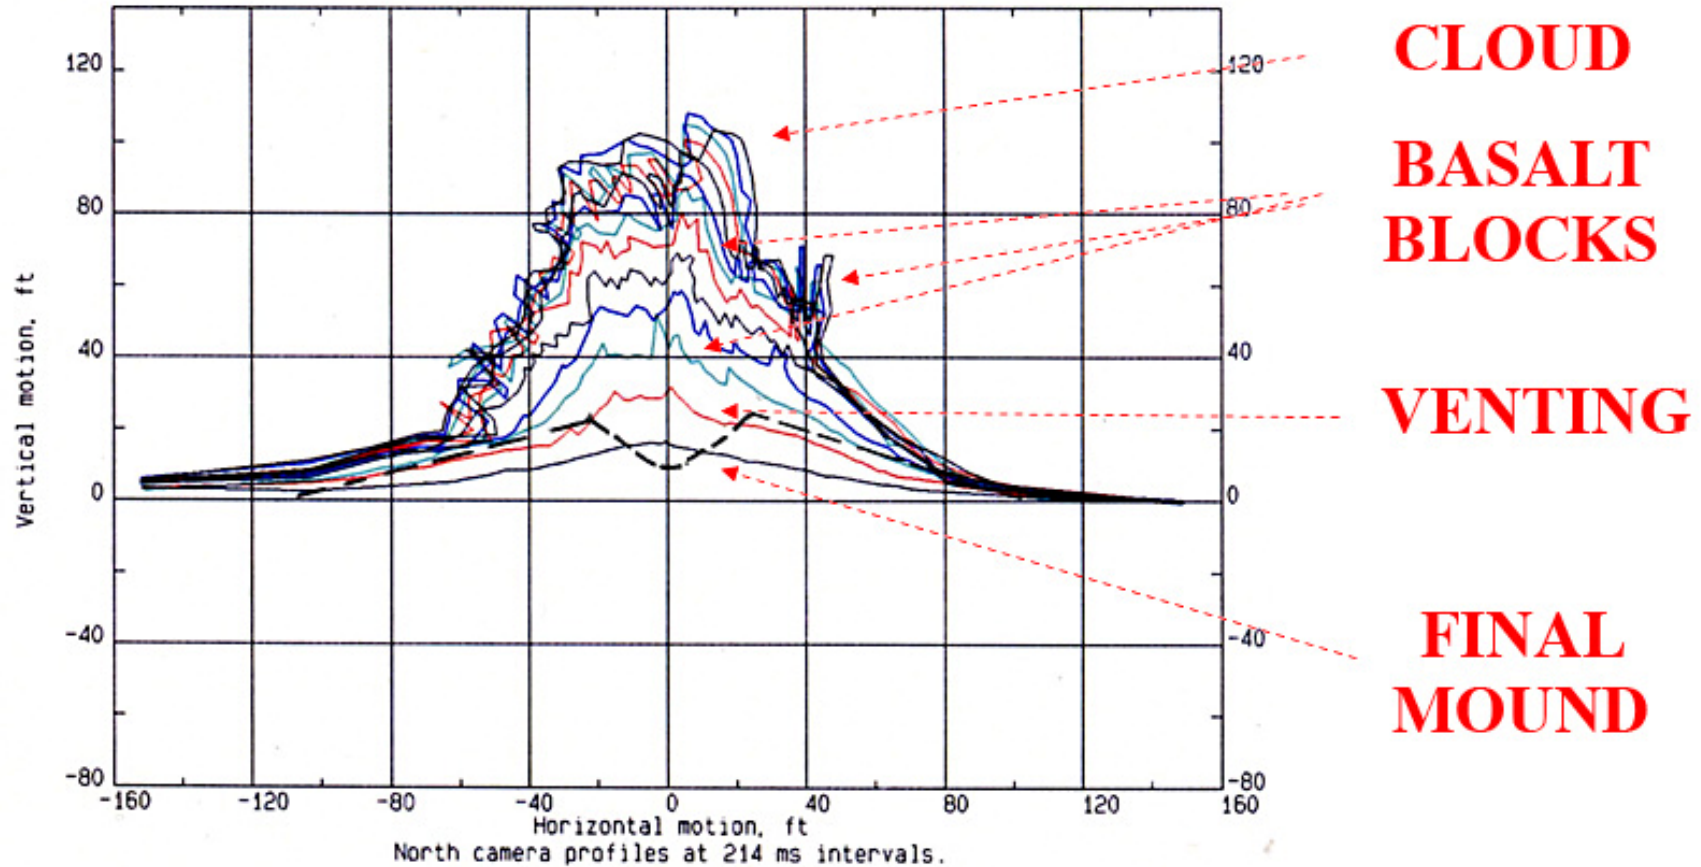 120
80
40
0
-40
-80
Vertical motion, ft
-160 -120 -80 -40 0 40 80 120 160
Horizontal motion, ft
North camera profiles at 214 ms intervals.
120
80
40
0
-40
-80
CLOUD
BASALT
BLOCKS
VENTING
FINAL
MOUND